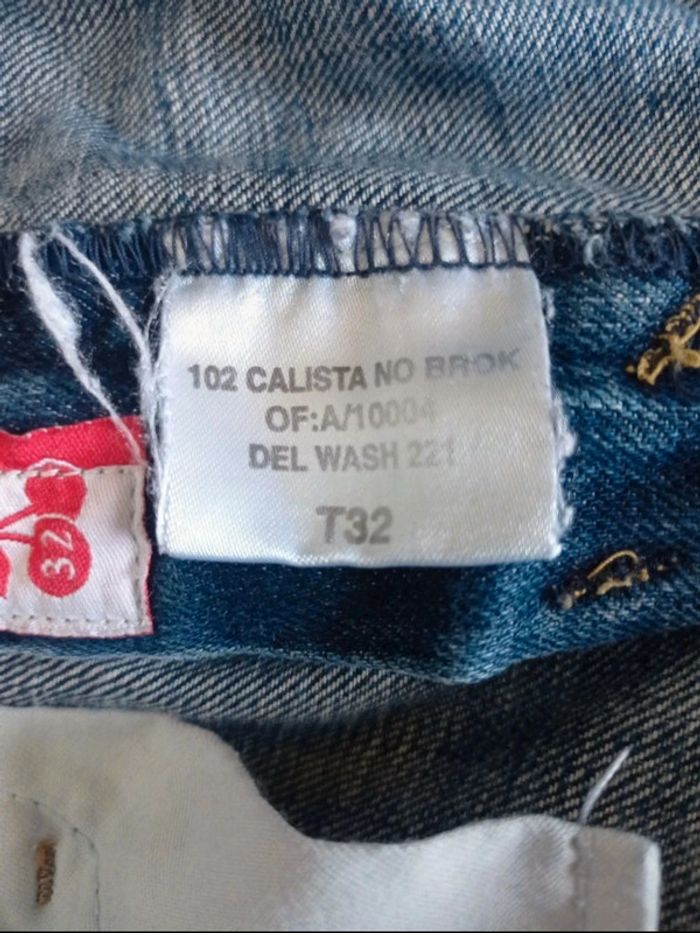 102 CALISTA NO BROK
OF:A/10004
DEL WASH 221
T32
32